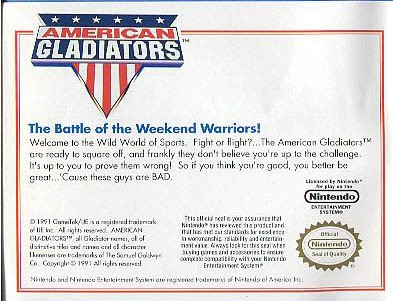 AMERICAN
GLADIATORS™
The Battle of the Weekend Warriors!
Welcome to the Wild World of Sports. Fight or flight?...The American Gladiators™
are ready to square off, and frankly they don't believe you're up to the challenge.
It's up to you to prove them wrong! So if you think you're good, you better be
great...'Cause these guys are BAD.
Licensed by Nintendo®
for play on the
Nintendo
ENTERTAINMENT
SYSTEM®
© 1991 GameTek/IJE is a registered trademark
of IJE Inc. All rights reserved. AMERICAN
GLADIATORS™, all Gladiator names, all of
distinctive titles and names and all character
likenesses are trademarks of The Samuel Goldwyn
Co. Copyright © 1991 All rights reserved.
This official seal is your assurance that
Nintendo® has reviewed this product and
that it has met our standards for excellence
in workmanship, reliability and entertain-
ment value. Always look for this seal when
buying games and accessories to ensure
complete compatibility with your Nintendo
Entertainment System®
Official
Nintendo
Seal of Quality
Nintendo and Nintendo Entertainment System are registered trademarks of Nintendo of America Inc.